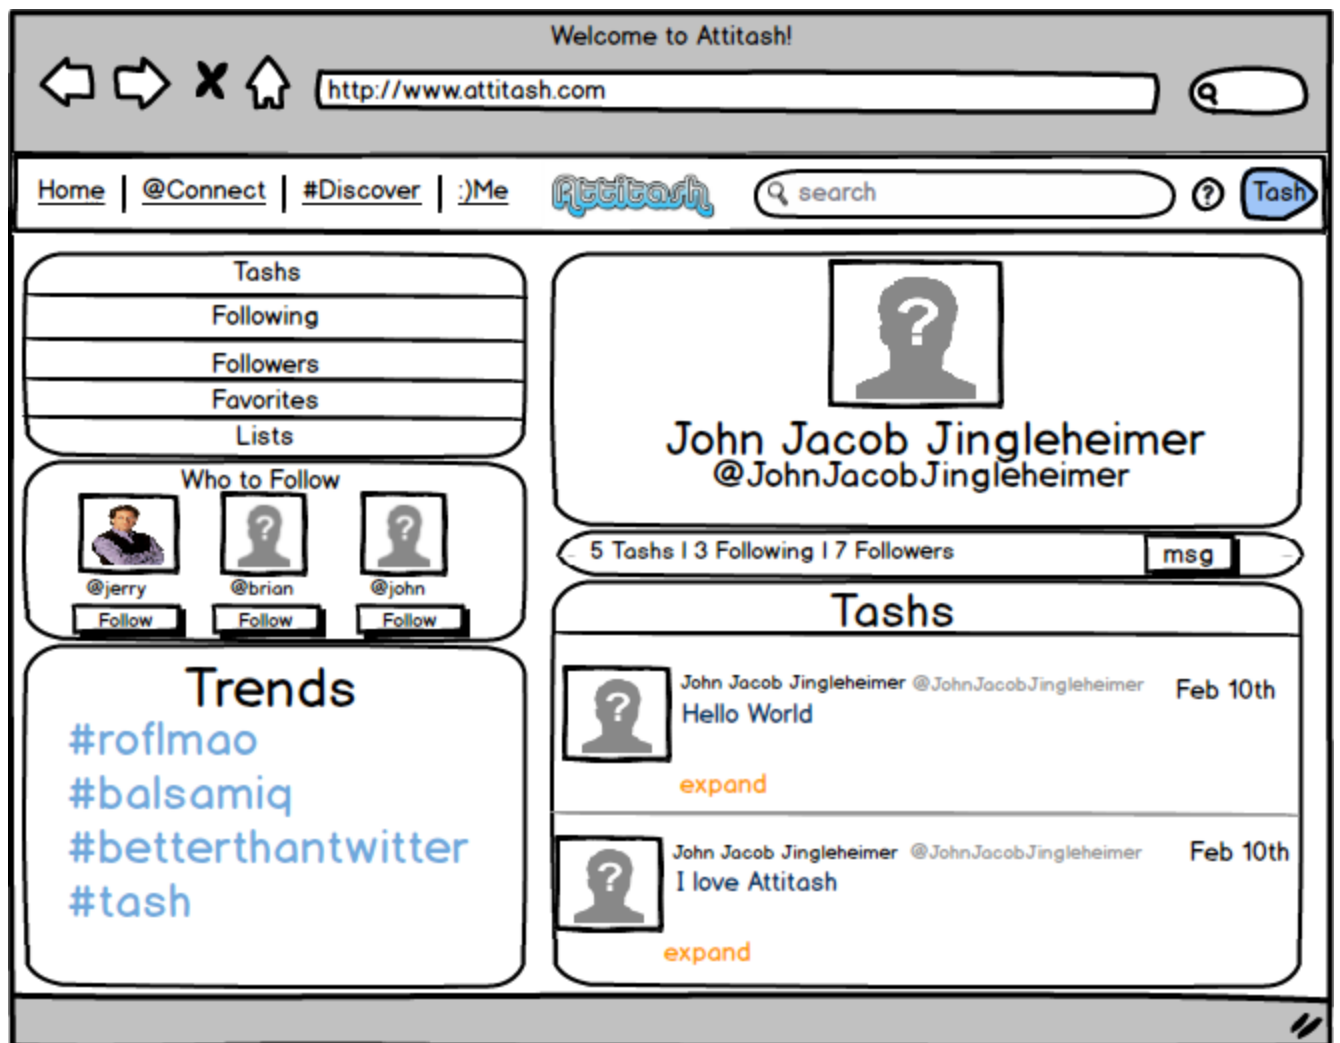 Welcome to Attitash!
http://www.attitash.com
Home | @Connect | #Discover | :)Me
Attitash
search
?
Tash
Tashs
Following
Followers
Favorites
Lists
Who to Follow
@jerry @brian @john
Follow Follow Follow
Trends
#roflmao
#balsamiq
#betterthantwitter
#tash
?
John Jacob Jingleheimer
@JohnJacobJingleheimer
5 Tashs | 3 Following | 7 Followers
msg
Tashs
John Jacob Jingleheimer @JohnJacobJingleheimer Feb 10th
Hello World
expand
John Jacob Jingleheimer @JohnJacobJingleheimer Feb 10th
I love Attitash
expand